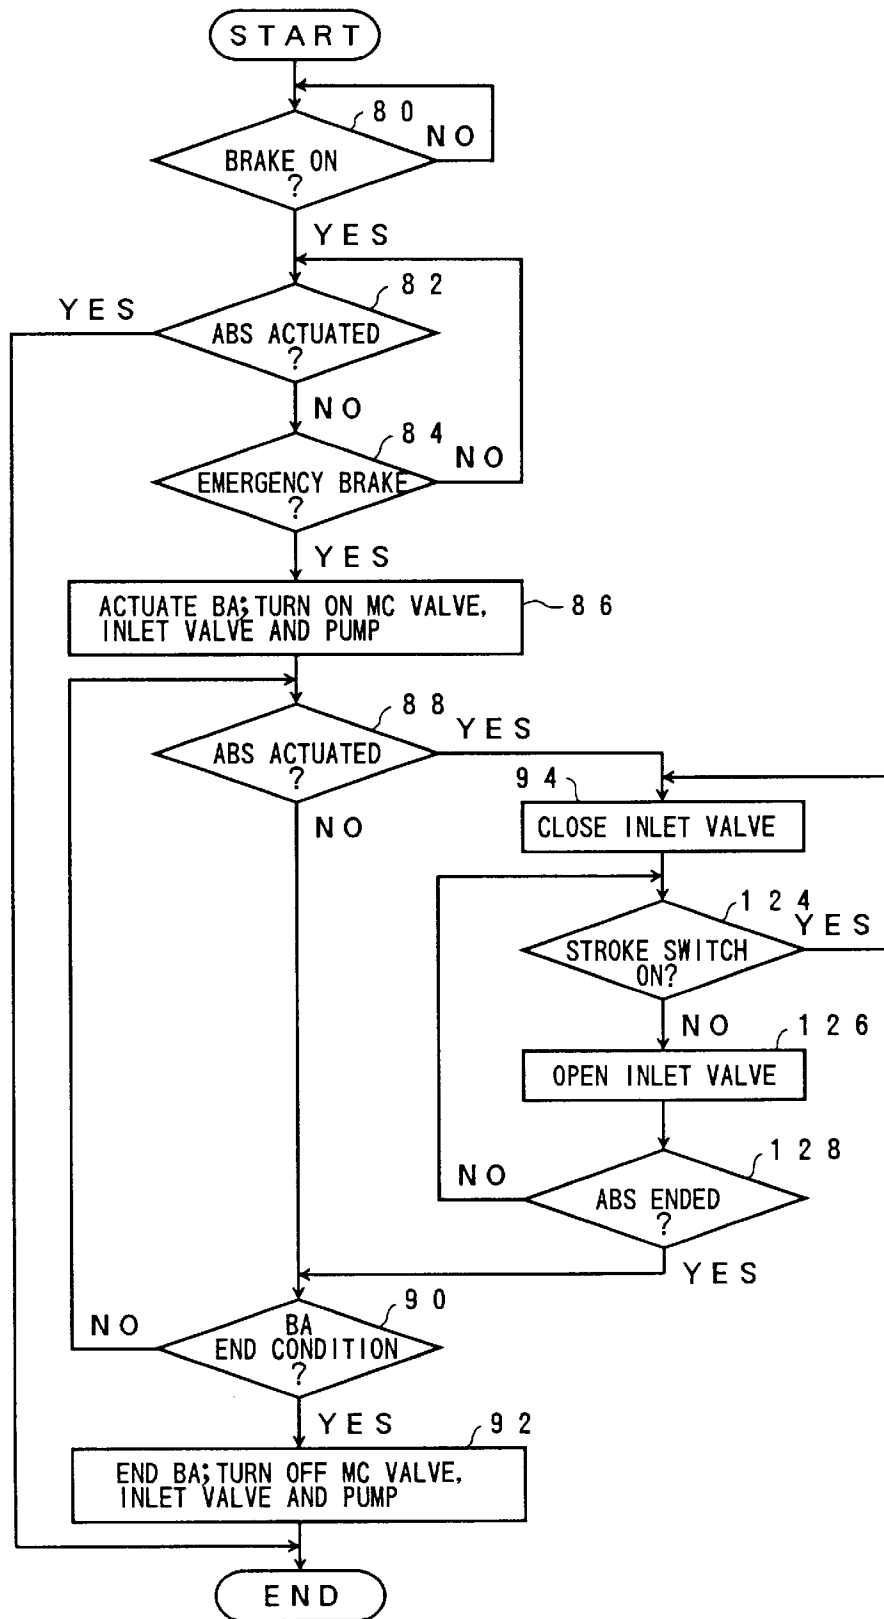 START
80
NO
BRAKE ON
?
YES
82
YES
ABS ACTUATED
?
NO
84
NO
EMERGENCY BRAKE
?
YES
ACTUATE BA;TURN ON MC VALVE,
INLET VALVE AND PUMP
86
88
YES
ABS ACTUATED
?
NO
94
CLOSE INLET VALVE
124
YES
STROKE SWITCH
ON?
NO
126
OPEN INLET VALVE
128
NO
ABS ENDED
?
YES
90
NO
BA
END CONDITION
?
YES
92
END BA;TURN OFF MC VALVE,
INLET VALVE AND PUMP
END